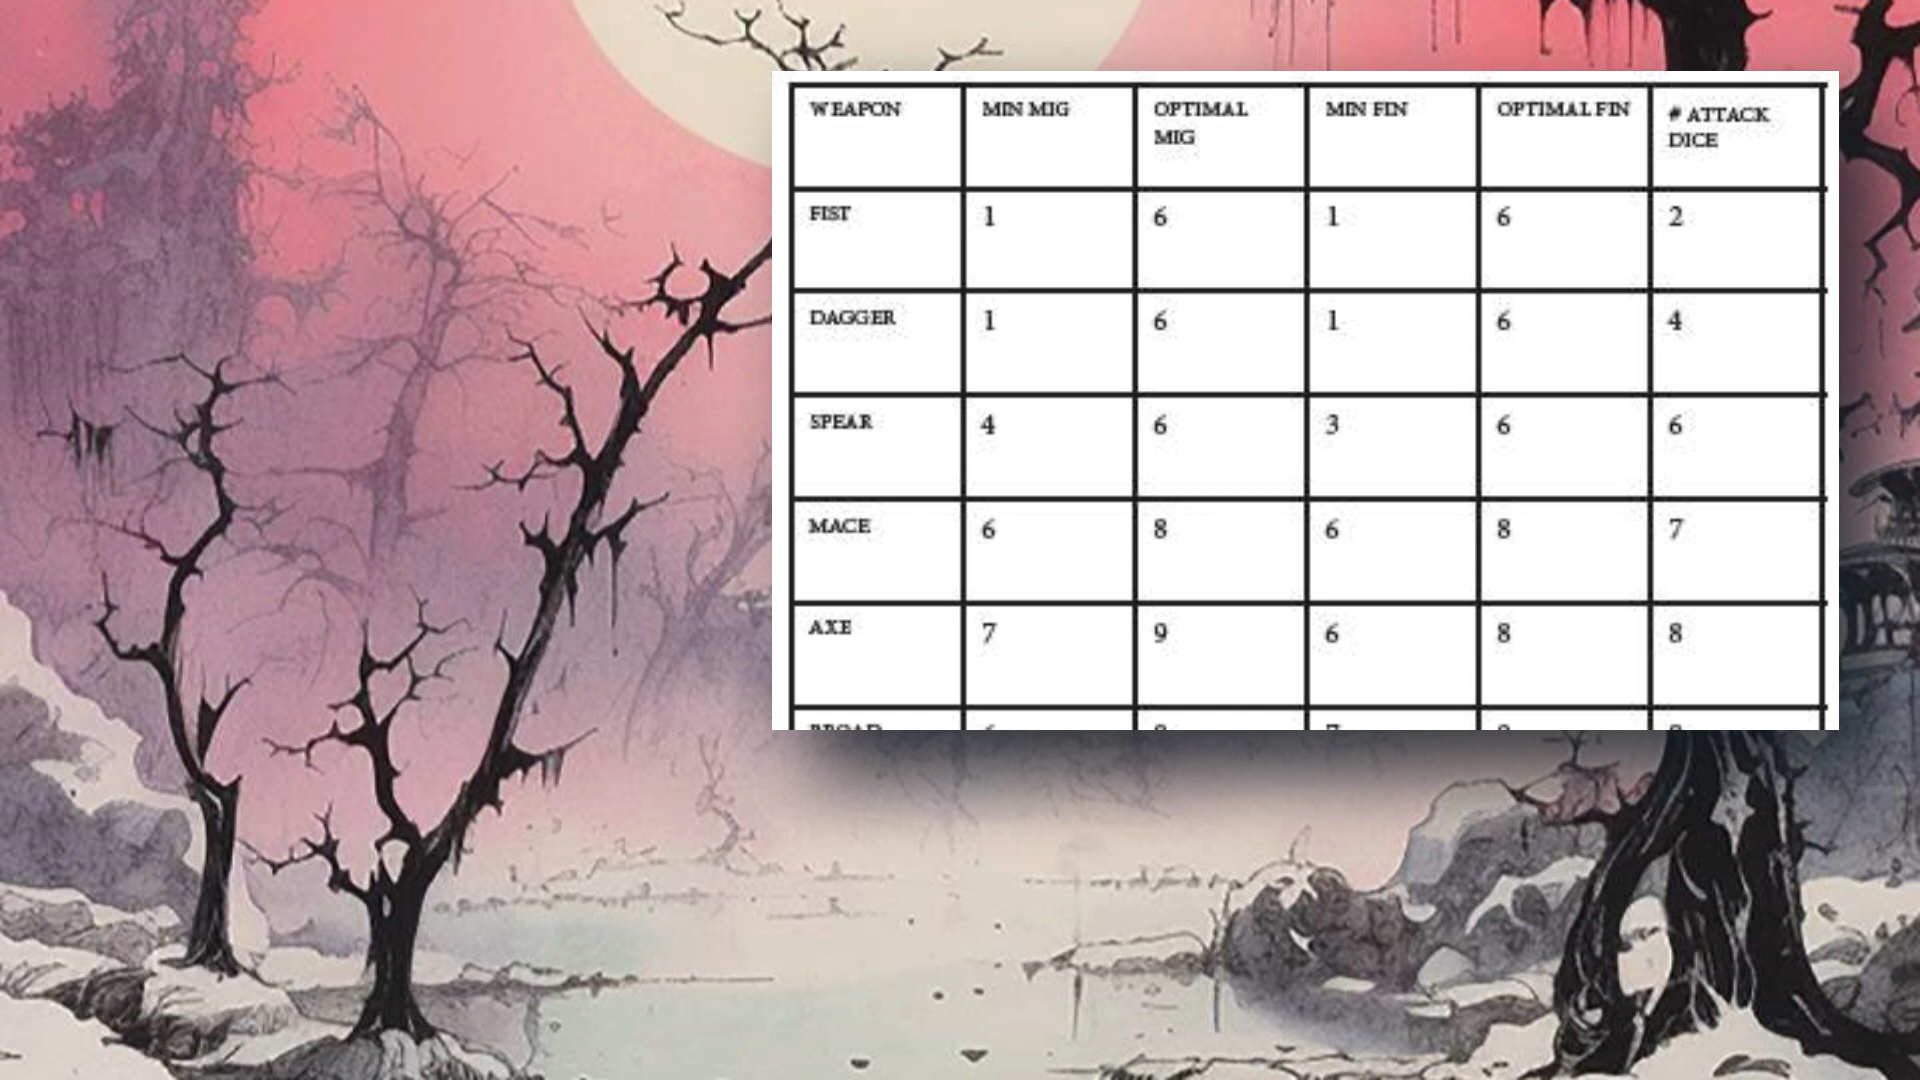 WEAPON MIN MIG OPTIMAL MIG MIN FIN OPTIMAL FIN # ATTACK DICE
FIST 1 6 1 6 2
DAGGER 1 6 1 6 4
SPEAR 4 6 3 6 6
MACE 6 8 6 8 7
AXE 7 9 6 8 8